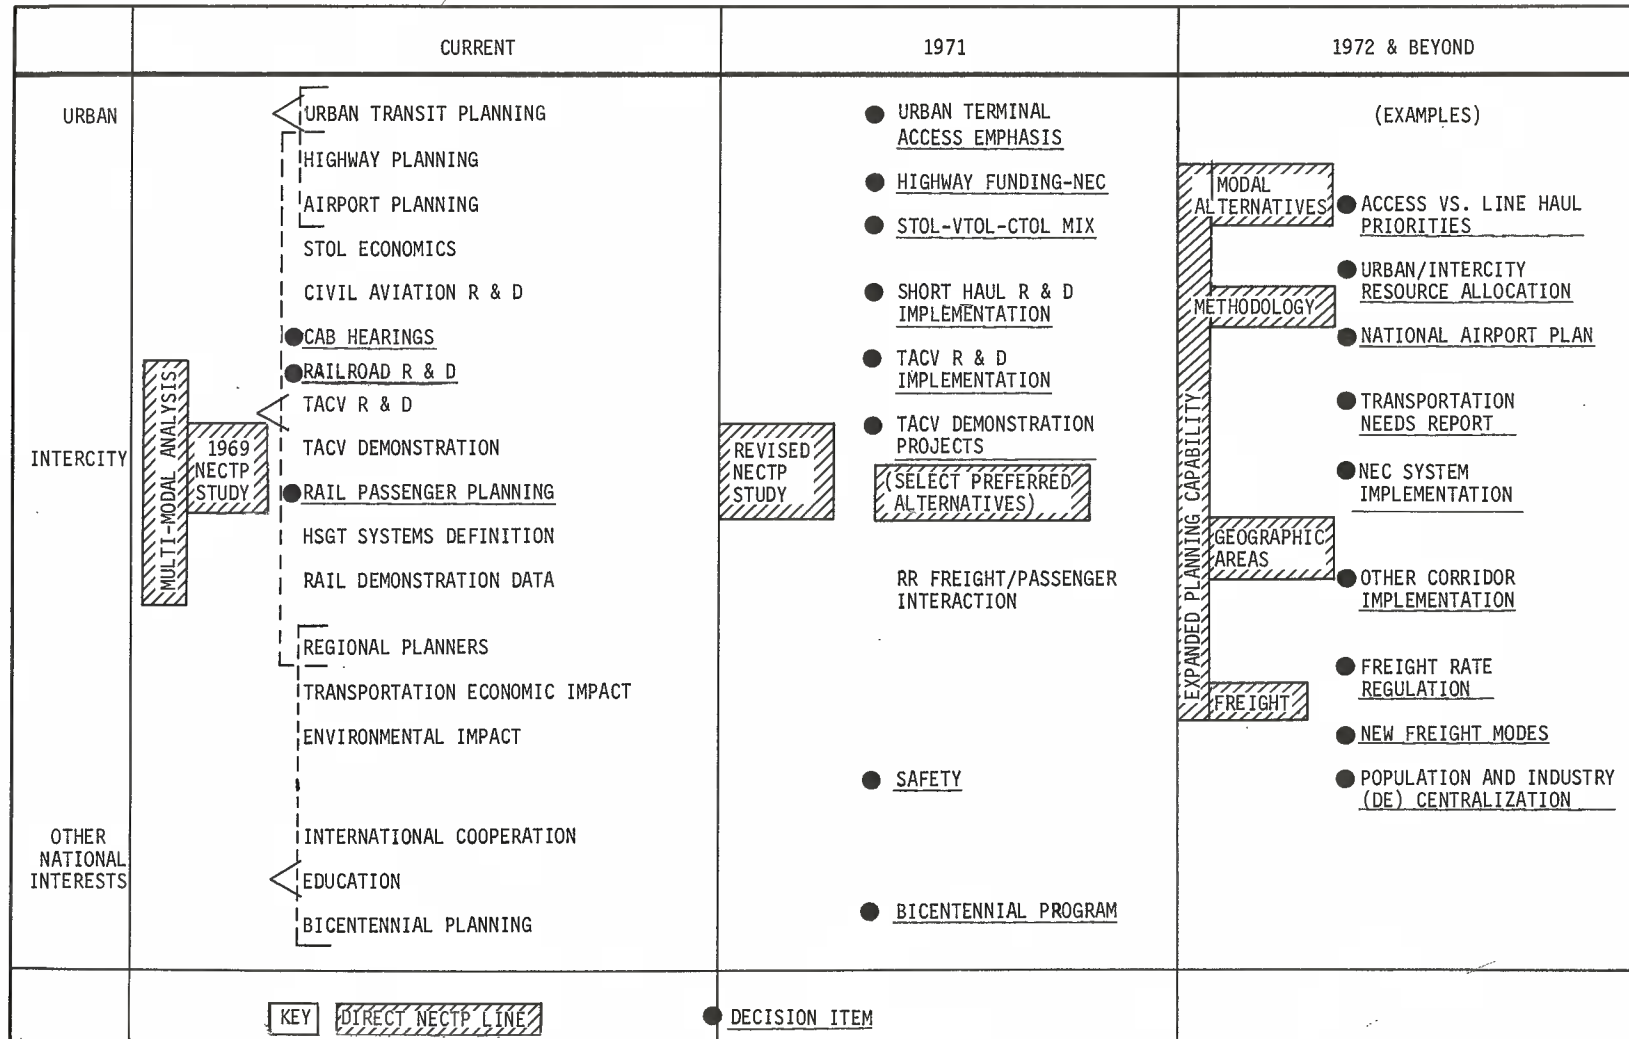 CURRENT
1971
1972 & BEYOND
URBAN
INTERCITY
OTHER
NATIONAL
INTERESTS
MULTI-MODAL ANALYSIS
1969
NECTP
STUDY
URBAN TRANSIT PLANNING
HIGHWAY PLANNING
AIRPORT PLANNING
STOL ECONOMICS
CIVIL AVIATION R & D
CAB HEARINGS
RAILROAD R & D
TACV R & D
TACV DEMONSTRATION
RAIL PASSENGER PLANNING
HSGT SYSTEMS DEFINITION
RAIL DEMONSTRATION DATA
REGIONAL PLANNERS
TRANSPORTATION ECONOMIC IMPACT
ENVIRONMENTAL IMPACT
INTERNATIONAL COOPERATION
EDUCATION
BICENTENNIAL PLANNING
REVISED
NECTP
STUDY
URBAN TERMINAL
ACCESS EMPHASIS
HIGHWAY FUNDING-NEC
STOL-VTOL-CTOL MIX
SHORT HAUL R & D
IMPLEMENTATION
TACV R & D
IMPLEMENTATION
TACV DEMONSTRATION
PROJECTS
(SELECT PREFERRED
ALTERNATIVES)
RR FREIGHT/PASSENGER
INTERACTION
SAFETY
BICENTENNIAL PROGRAM
(EXAMPLES)
EXPANDED PLANNING CAPABILITY
MODAL
ALTERNATIVES
METHODOLOGY
GEOGRAPHIC
AREAS
FREIGHT
ACCESS VS. LINE HAUL
PRIORITIES
URBAN/INTERCITY
RESOURCE ALLOCATION
NATIONAL AIRPORT PLAN
TRANSPORTATION
NEEDS REPORT
NEC SYSTEM
IMPLEMENTATION
OTHER CORRIDOR
IMPLEMENTATION
FREIGHT RATE
REGULATION
NEW FREIGHT MODES
POPULATION AND INDUSTRY
(DE) CENTRALIZATION
KEY
DIRECT NECTP LINE
DECISION ITEM